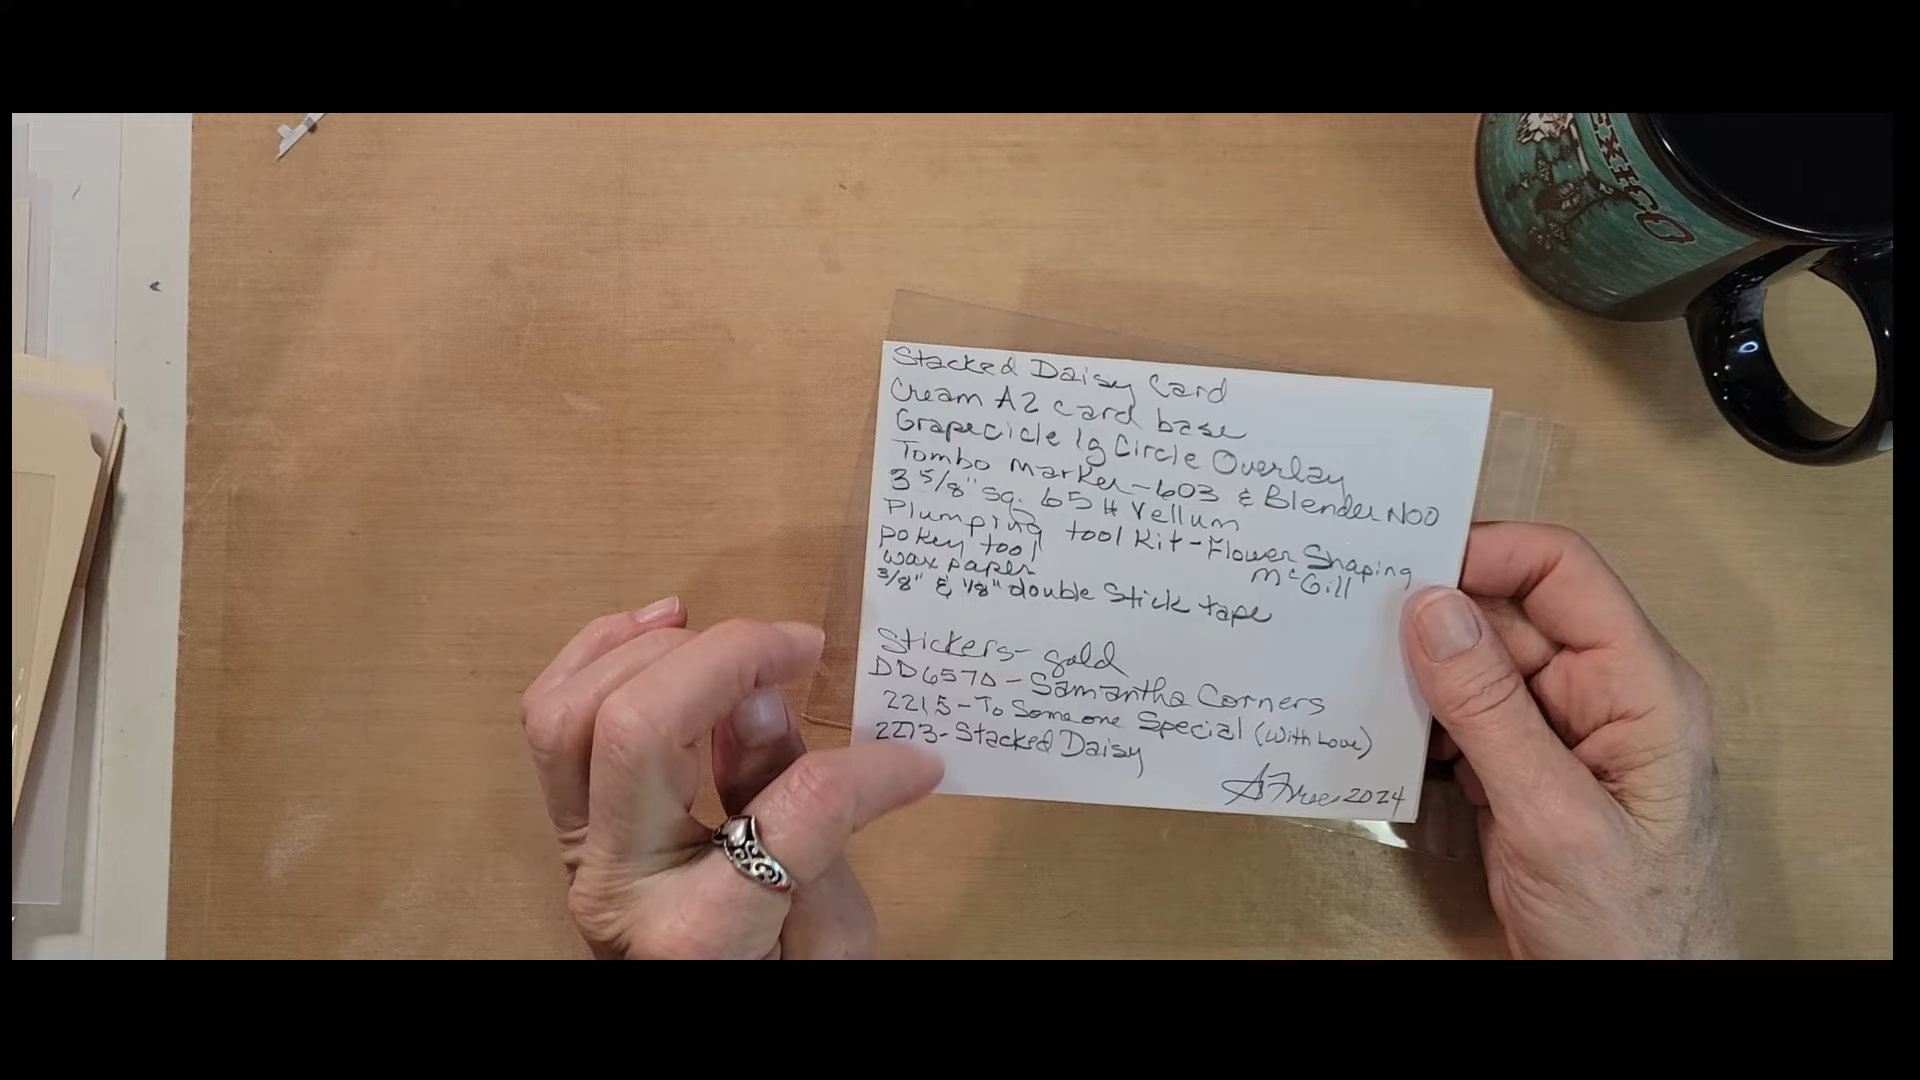 Stacked Daisy Card
Cream A2 card base
Grapecicle lg Circle Overlay
Tombo Marker-603 & Blender N00
3 5/8" sq. 65# Vellum
Plumping tool Kit-Flower Shaping
McGill
pokey tool
wax paper
3/8" & 1/8" double Stick tape
Stickers- gold
DD6570-Samantha Corners
2215-To Someone Special (With Love)
2273-Stacked Daisy
2024
EXICO